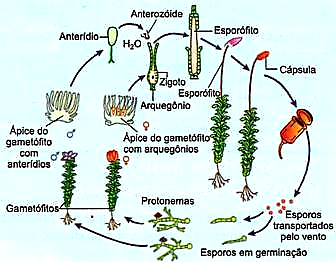 Anterozóide
Anterídio
H₂O
Esporófito
Cápsula
Zigoto
Esporófito
Arquegônio
Ápice do
gametófito
com
anterídios
♂
Ápice do gametófito
com arquegônios
♀
♂
♀
Gametófitos
Protonemas
Esporos
transportados
pelo vento
Esporos em germinação